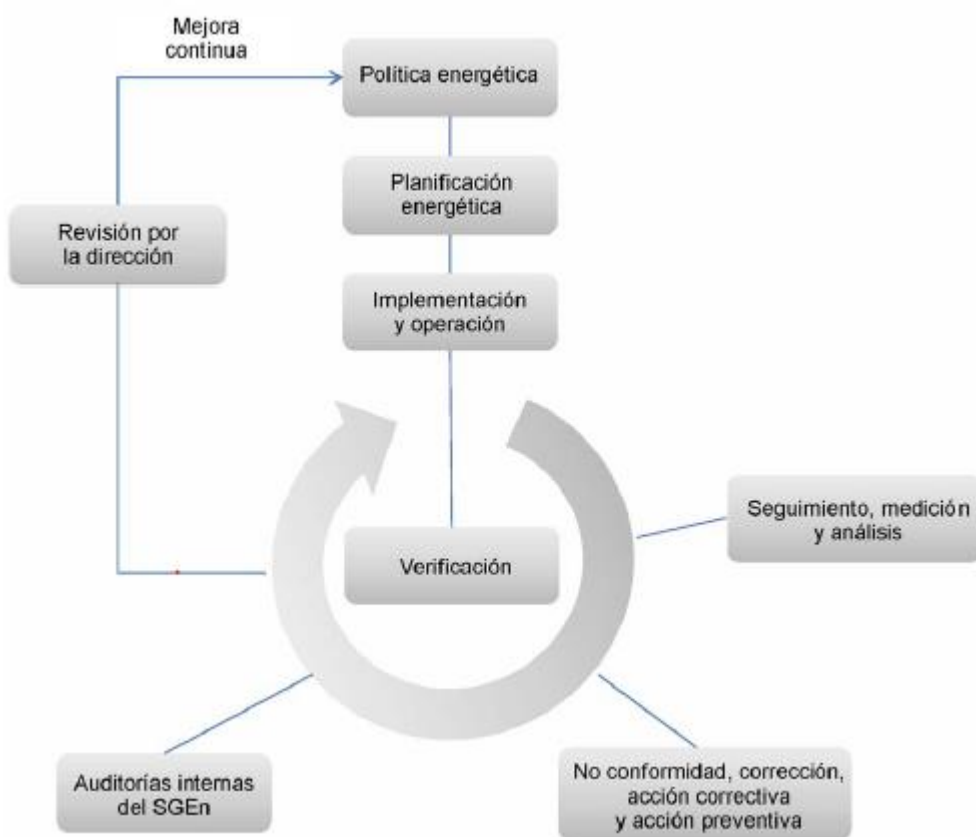 Mejora
continua
Política energética
Planificación
energética
Revisión por
la dirección
Implementación
y operación
Seguimiento, medición
y análisis
Verificación
Auditorías internas
del SGEn
No conformidad, corrección,
acción correctiva
y acción preventiva